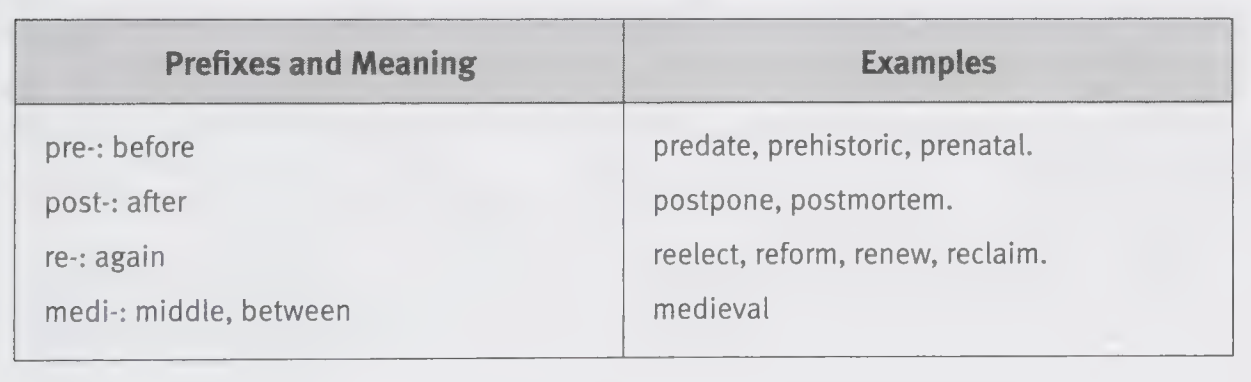 Prefixes and Meaning Examples
pre-: before predate, prehistoric, prenatal.
post-: after postpone, postmortem.
re-: again reelect, reform, renew, reclaim.
medi-: middle, between medieval